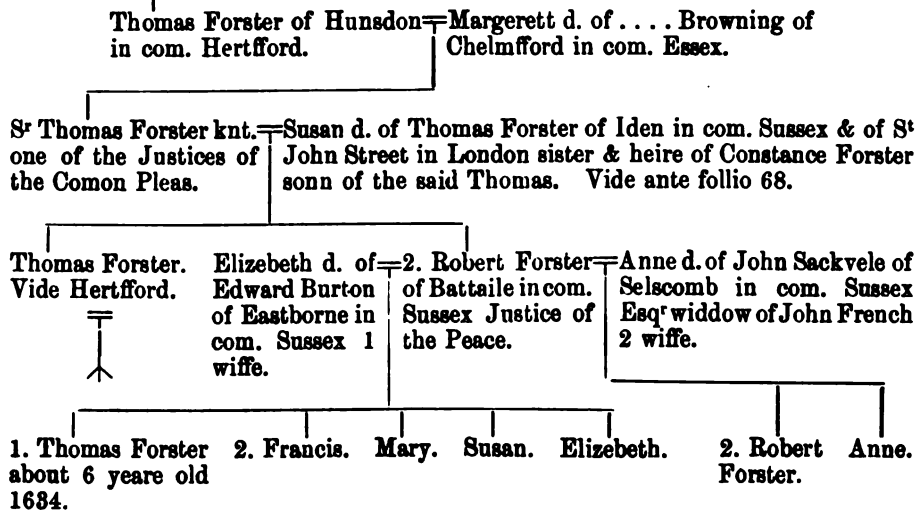 Thomas Forster of Hunsdon=Margerett d. of .... Browning of
in com. Hertfford. Chelmfford in com. Essex.
Sr Thomas Forster knt.=Susan d. of Thomas Forster of Iden in com. Sussex & of St
one of the Justices of John Street in London sister & heire of Constance Forster
the Comon Pleas. sonn of the said Thomas. Vide ante follio 68.
Thomas Forster.
Vide Hertfford.
Elizebeth d. of=2. Robert Forster=Anne d. of John Sackvele of
Edward Burton of Battaile in com. Selscomb in com. Sussex
of Eastborne in Sussex Justice of Esqr widdow of John French
com. Sussex 1 the Peace. 2 wiffe.
wiffe.
1. Thomas Forster
about 6 yeare old
1634.
2. Francis.
Mary.
Susan.
Elizebeth.
2. Robert
Forster.
Anne.